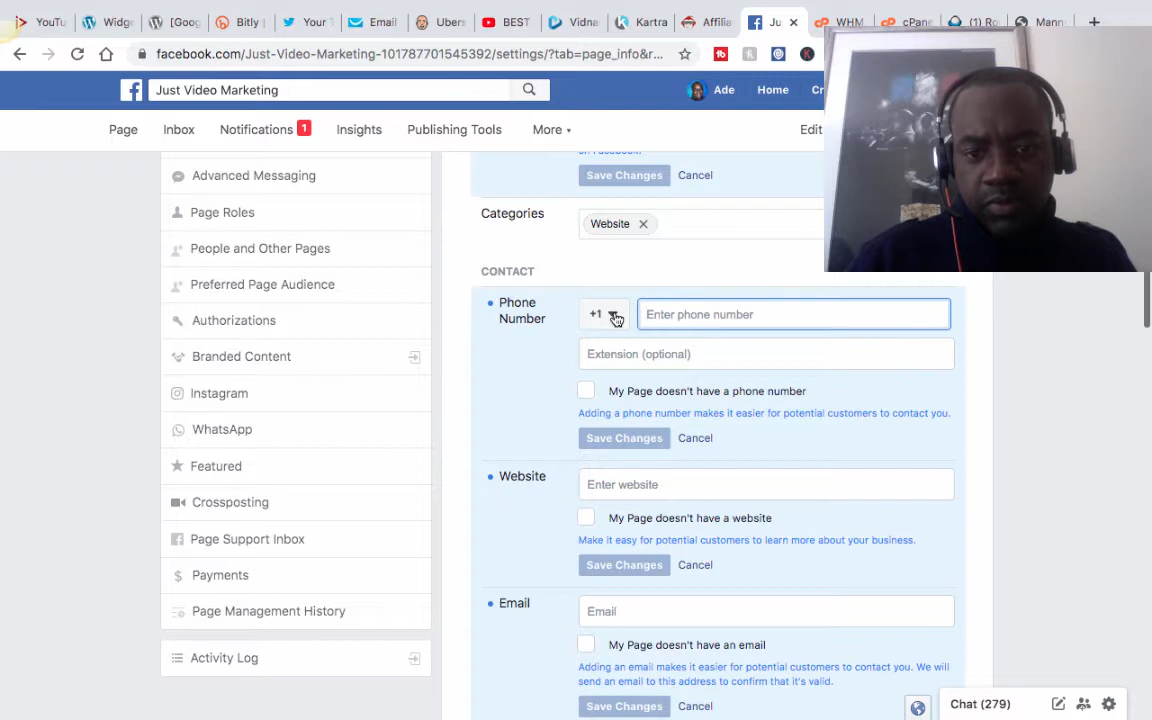 YouTu
Widge
[Goog
Bitly
Your T
Email
Ubers
BEST
Vidna
Kartra
Affilia
Ju
WHM
cPane
(1) Ro
Mann
facebook.com/Just-Video-Marketing-101787701545392/settings/?tab=page_info&r...
Just Video Marketing
Ade
Home
Cr
Page
Inbox
Notifications 1
Insights
Publishing Tools
More
Edit
on Facebook.
Save Changes
Cancel
Advanced Messaging
Page Roles
People and Other Pages
Preferred Page Audience
Authorizations
Branded Content
Instagram
WhatsApp
Featured
Crossposting
Page Support Inbox
Payments
Page Management History
Activity Log
Categories
Website
CONTACT
Phone
Number
+1
Enter phone number
Extension (optional)
My Page doesn't have a phone number
Adding a phone number makes it easier for potential customers to contact you.
Save Changes
Cancel
Website
Enter website
My Page doesn't have a website
Make it easy for potential customers to learn more about your business.
Save Changes
Cancel
Email
Email
My Page doesn't have an email
Adding an email makes it easier for potential customers to contact you. We will
send an email to this address to confirm that it's valid.
Save Changes
Cancel
Chat (279)